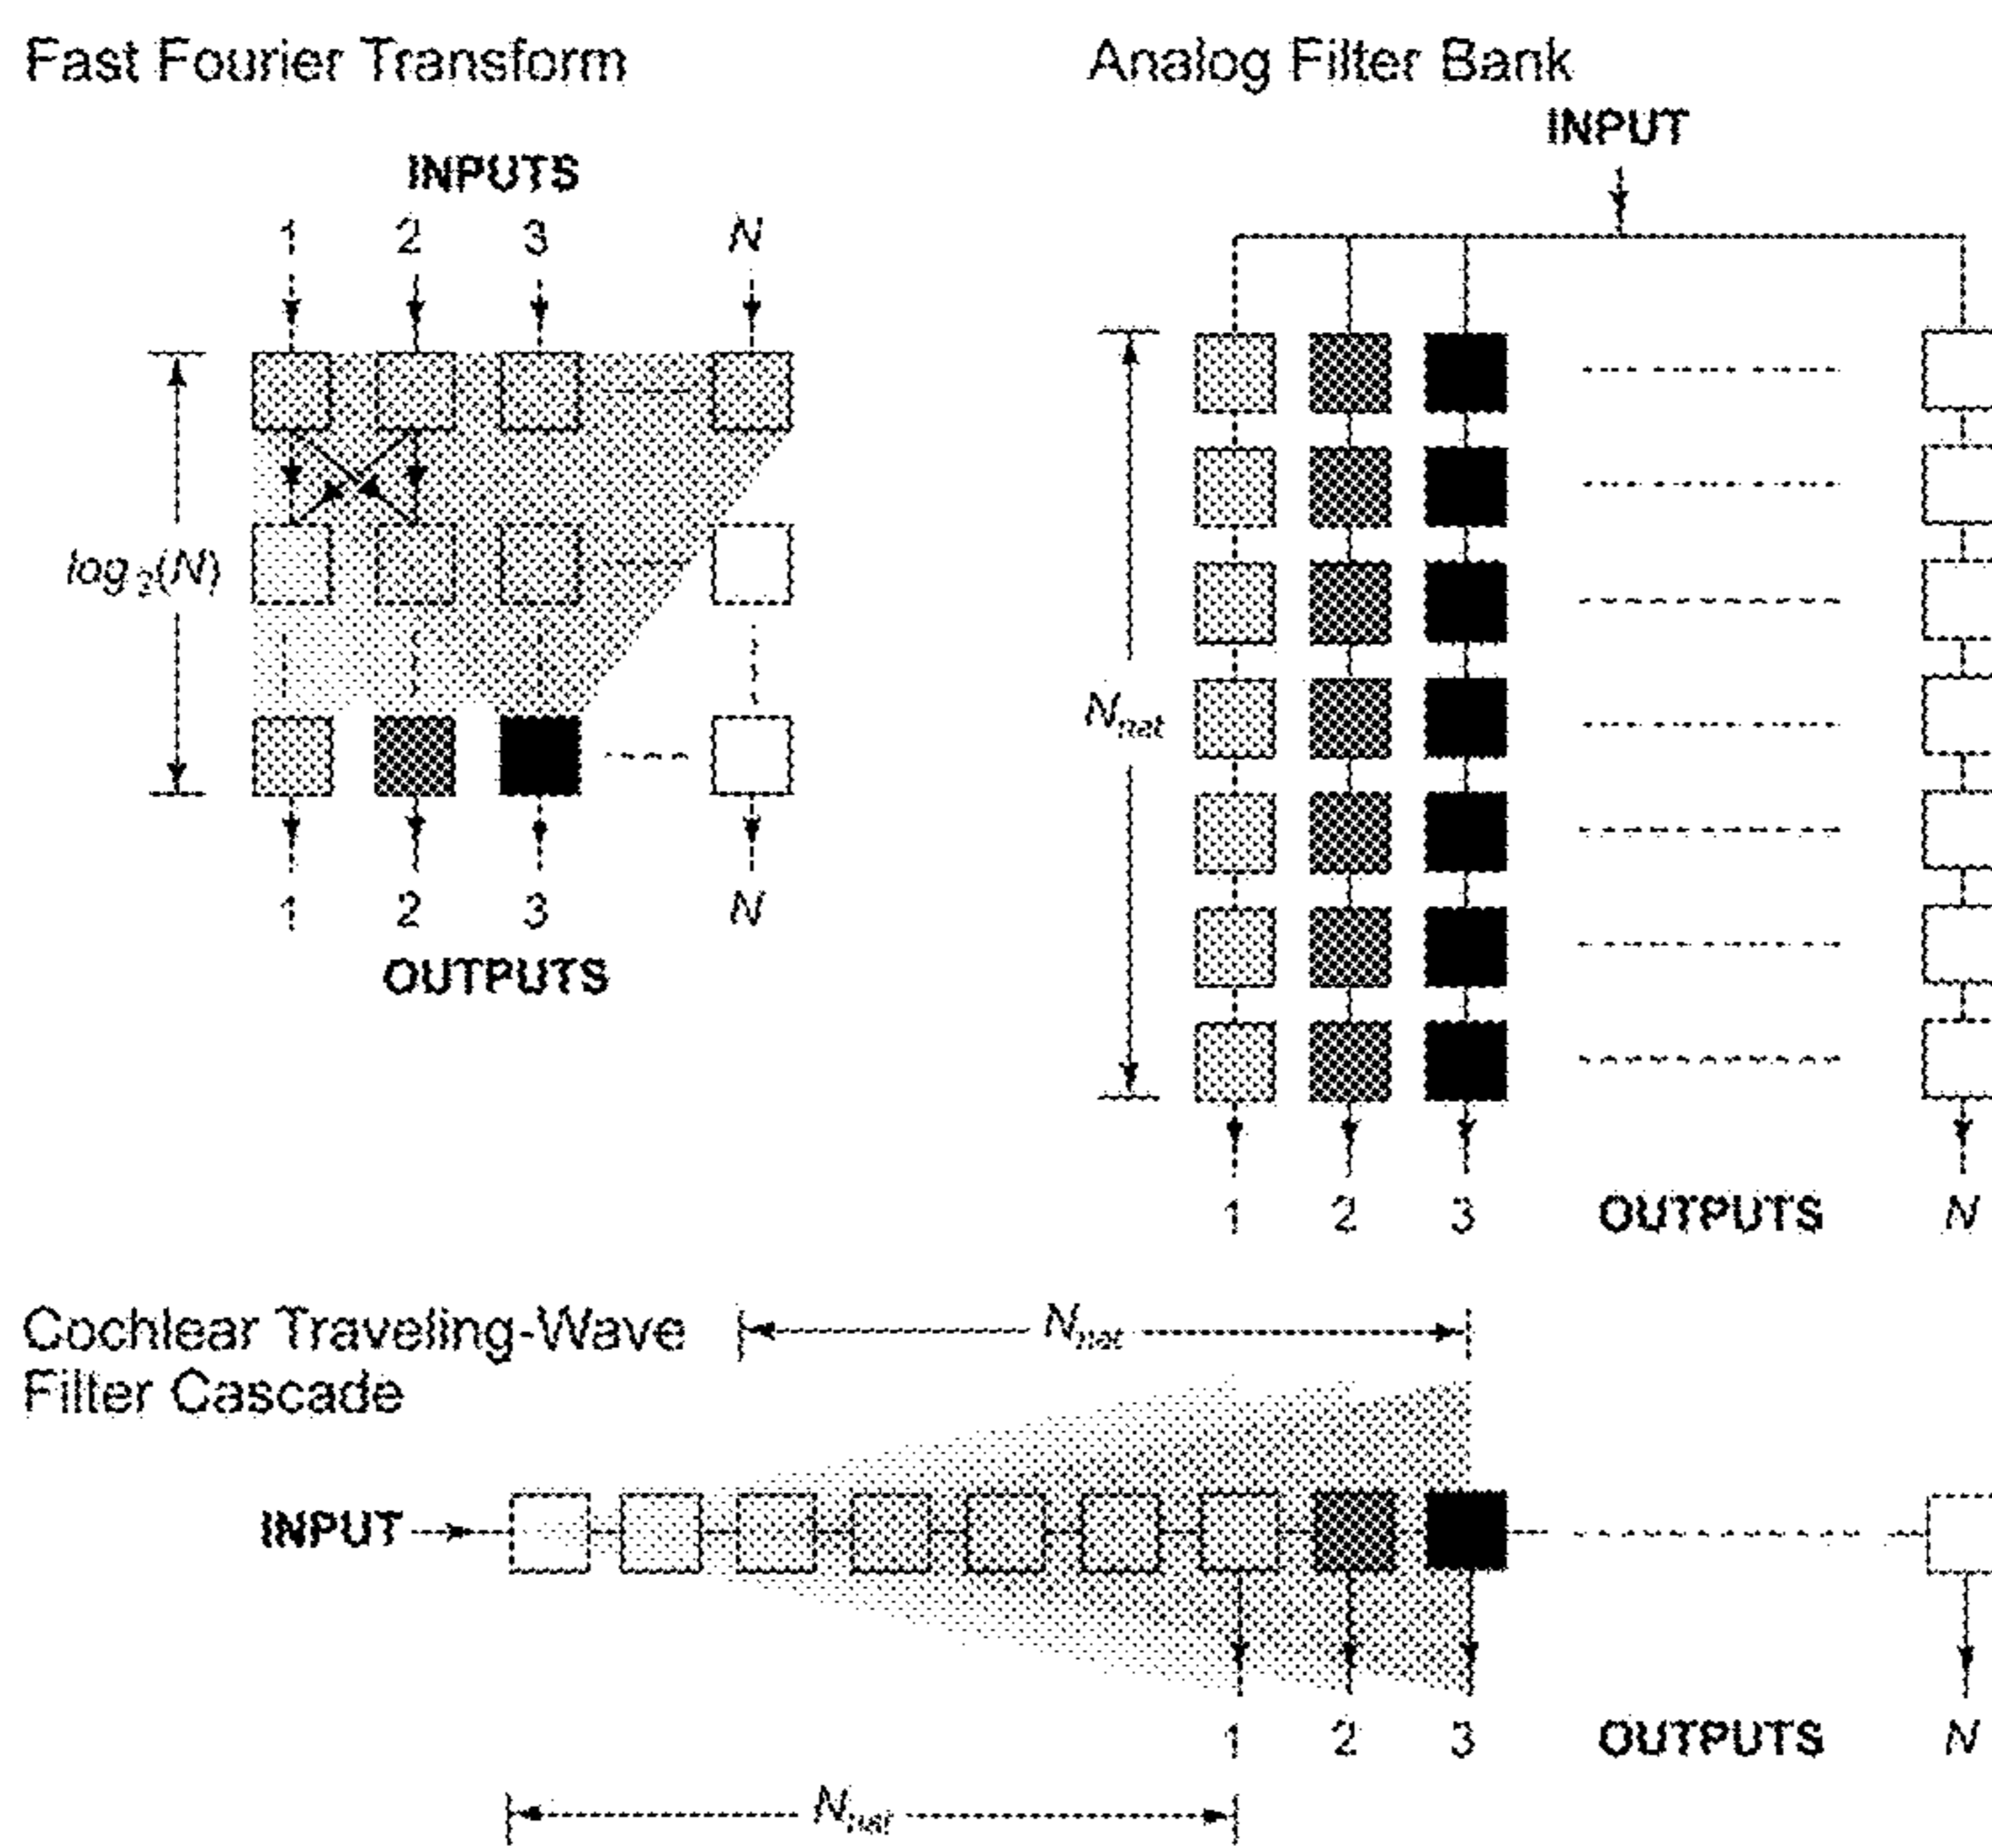 Fast Fourier Transform
INPUTS
1 2 3 N
log2(N)
1 2 3 N
OUTPUTS
Analog Filter Bank
INPUT
Nnat
1 2 3 OUTPUTS N
Cochlear Traveling-Wave
Filter Cascade
Nnat
INPUT
1 2 3 OUTPUTS N
Nnat